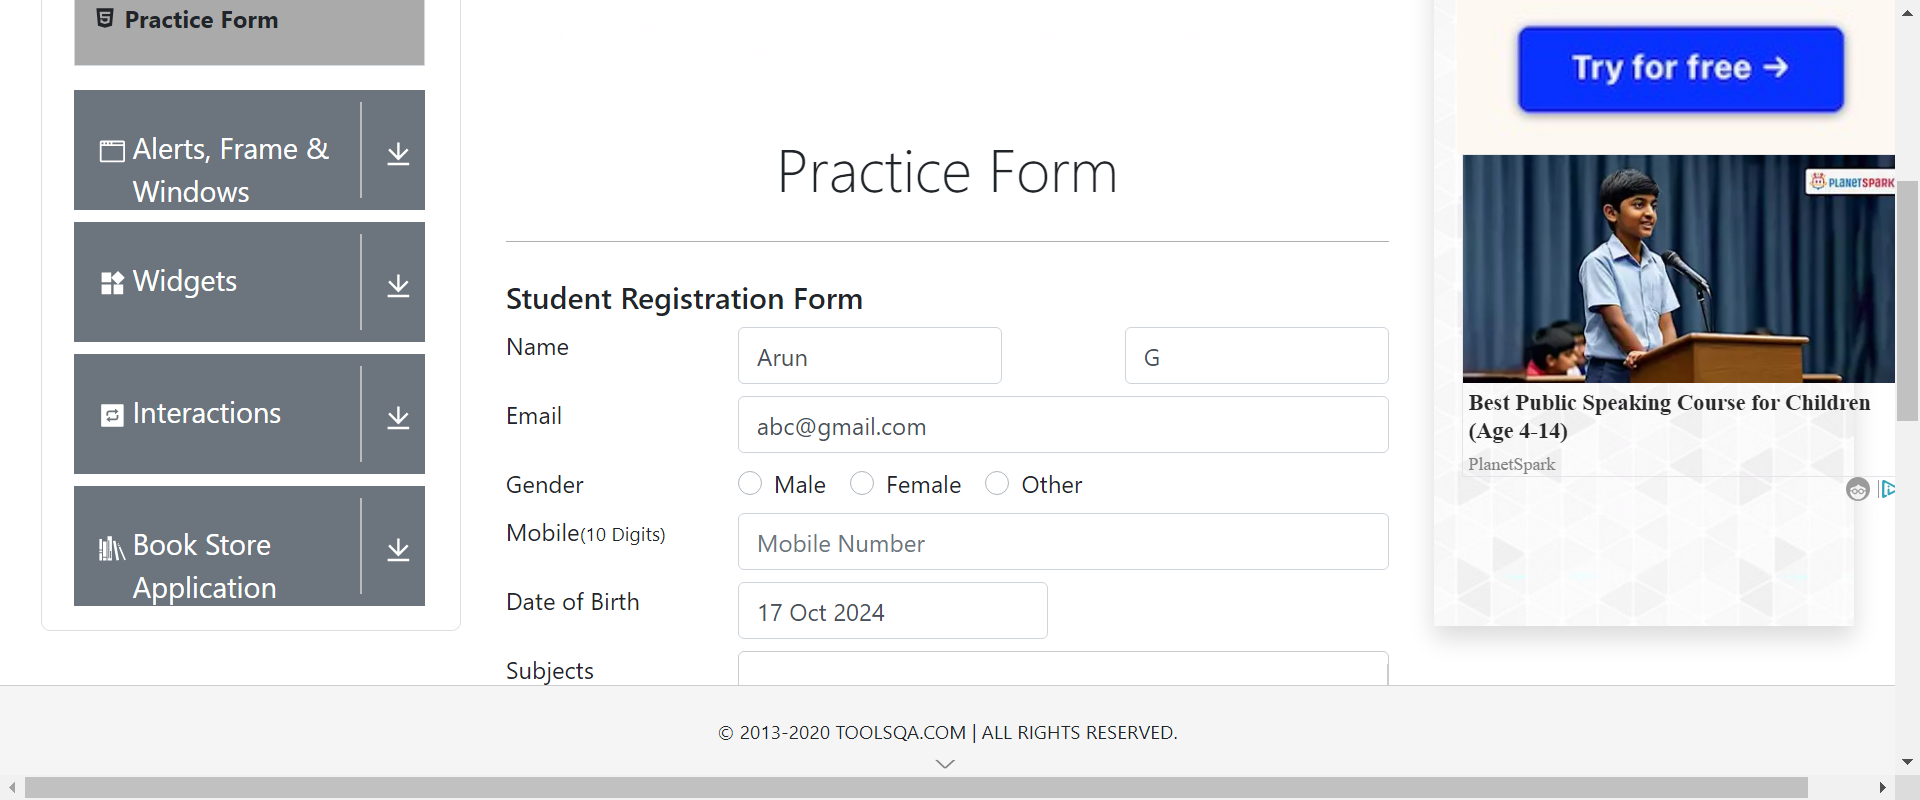 Practice Form
Alerts, Frame &
Windows
Widgets
Interactions
Book Store
Application
Practice Form
Student Registration Form
Name
Arun
G
Email
abc@gmail.com
Gender
Male
Female
Other
Mobile(10 Digits)
Mobile Number
Date of Birth
17 Oct 2024
Subjects
Try for free →
PLANETSPARK
Best Public Speaking Course for Children
(Age 4-14)
PlanetSpark
© 2013-2020 TOOLSQA.COM | ALL RIGHTS RESERVED.